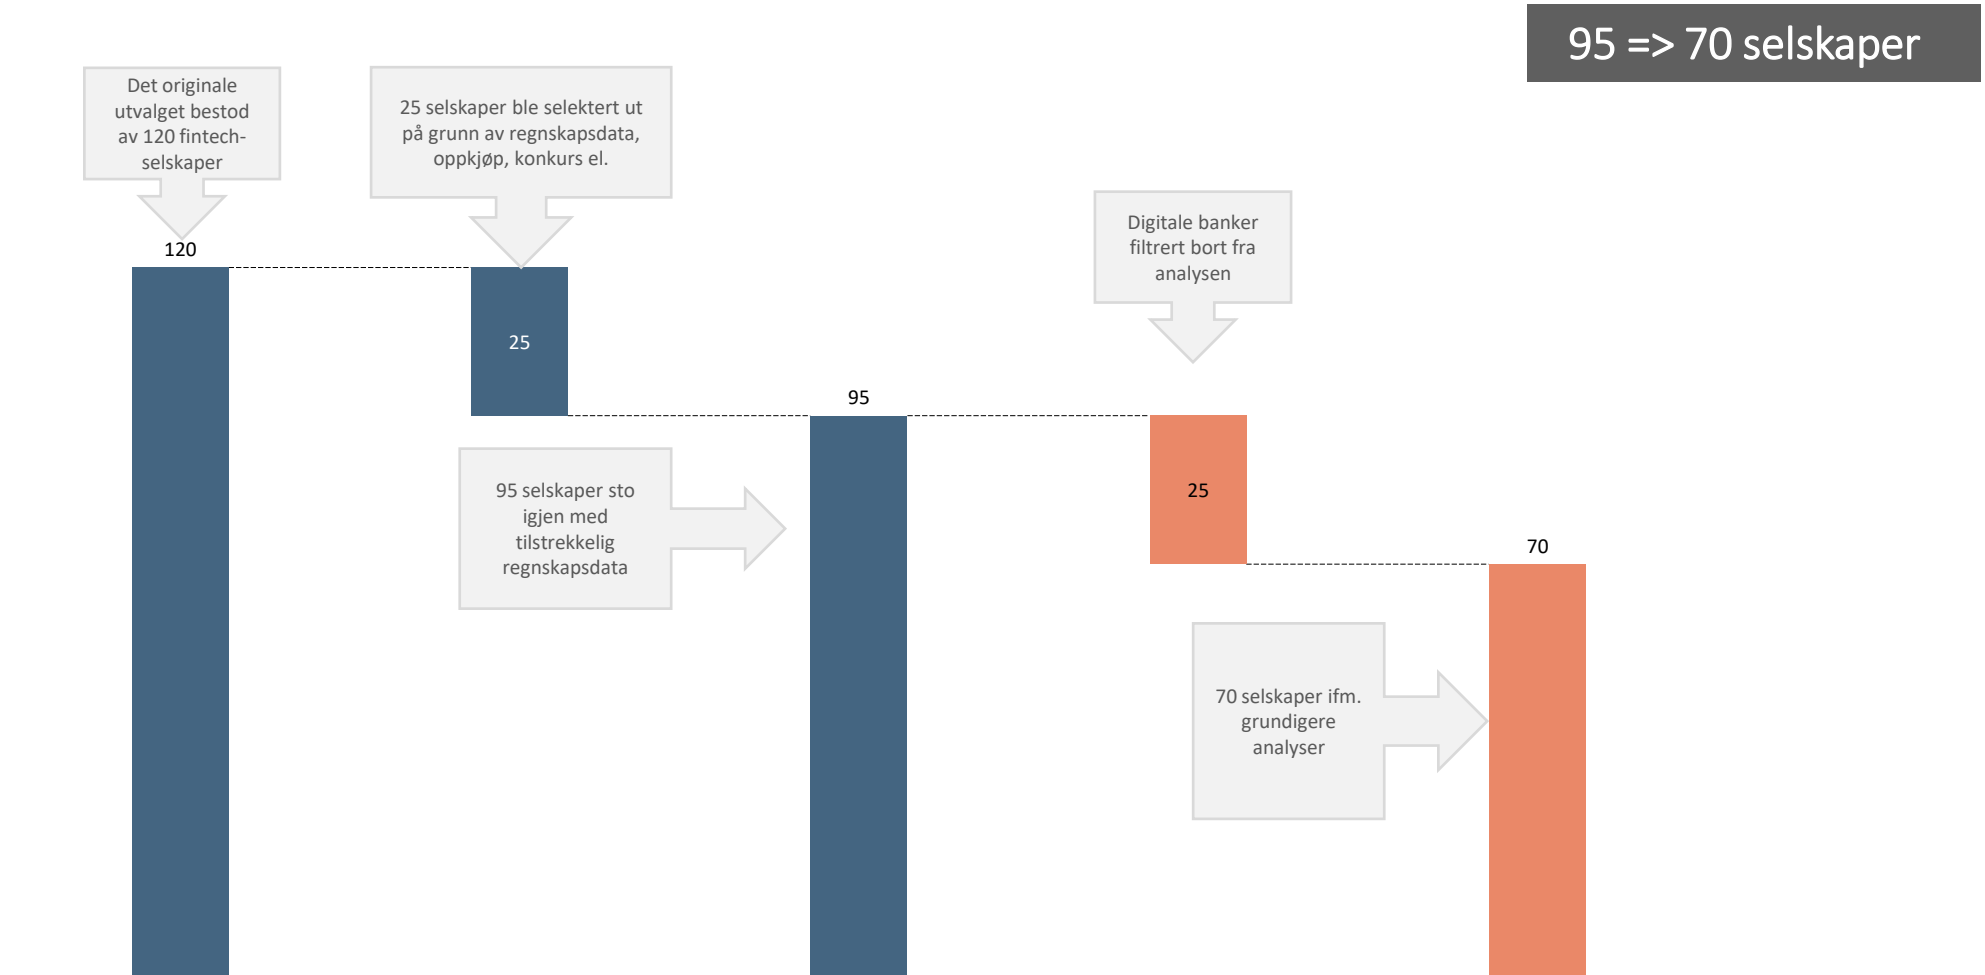 95 => 70 selskaper
Det originale
utvalget bestod
av 120 fintech-
selskaper
25 selskaper ble selektert ut
på grunn av regnskapsdata,
oppkjøp, konkurs el.
Digitale banker
filtrert bort fra
analysen
120
25
95
25
95 selskaper sto
igjen med
tilstrekkelig
regnskapsdata
70
70 selskaper ifm.
grundigere
analyser